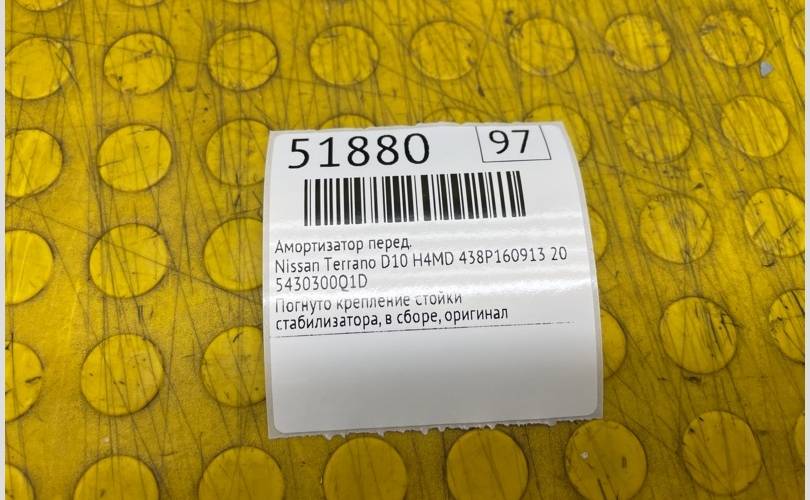 51880 97
Амортизатор перед.
Nissan Terrano D10 H4MD 438P160913 20
5430300Q1D
Погнуто крепление стойки
стабилизатора, в сборе, оригинал